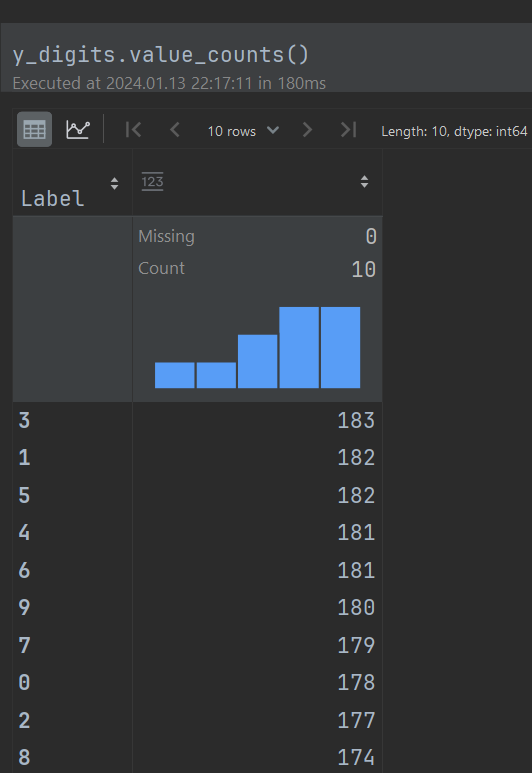 y_digits.value_counts()
Executed at 2024.01.13 22:17:11 in 180ms
10 rows Length: 10, dtype: int64
Label 123
Missing 0
Count 10
3 183
1 182
5 182
4 181
6 181
9 180
7 179
0 178
2 177
8 174